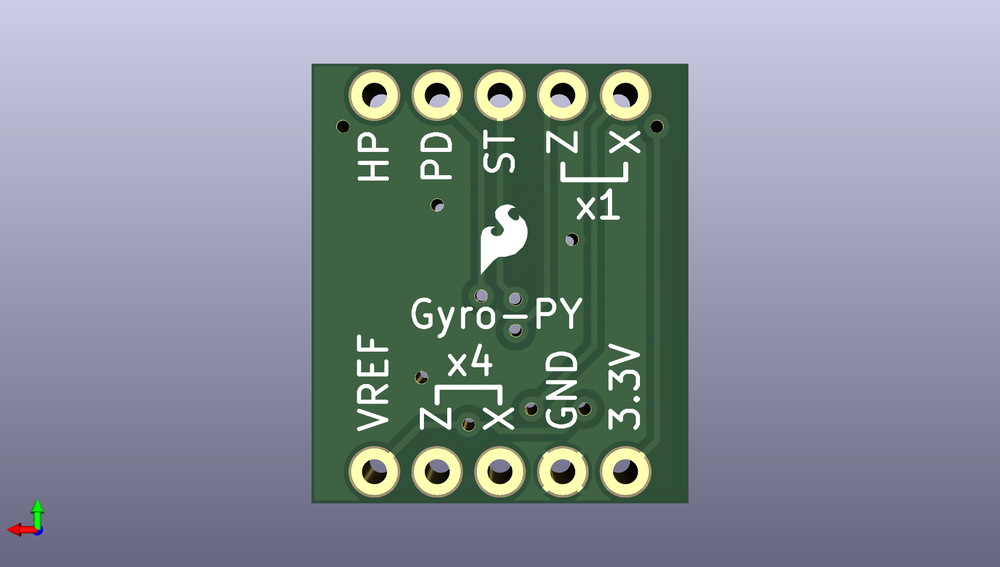 HP PD ST Z X
x1
Gyro-PY
x4
VREF Z X GND 3.3V